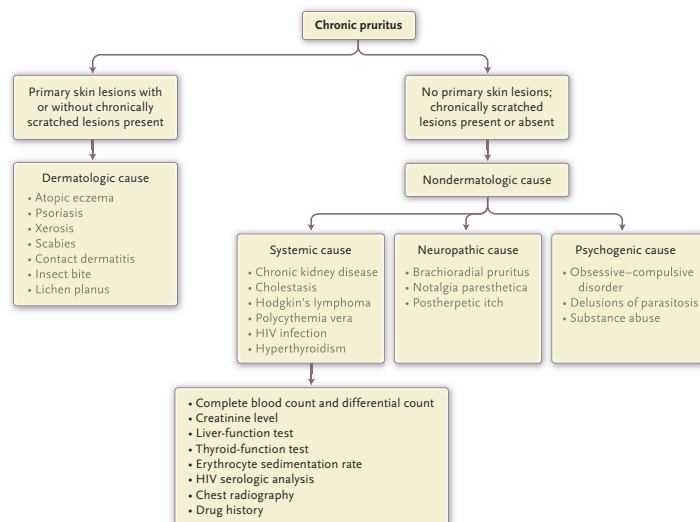 Chronic pruritus
Primary skin lesions with
or without chronically
scratched lesions present
No primary skin lesions;
chronically scratched
lesions present or absent
Dermatologic cause
• Atopic eczema
• Psoriasis
• Xerosis
• Scabies
• Contact dermatitis
• Insect bite
• Lichen planus
Nondermatologic cause
Systemic cause
• Chronic kidney disease
• Cholestasis
• Hodgkin's lymphoma
• Polycythemia vera
• HIV infection
• Hyperthyroidism
Neuropathic cause
• Brachioradial pruritus
• Notalgia paresthetica
• Postherpetic itch
Psychogenic cause
• Obsessive–compulsive
disorder
• Delusions of parasitosis
• Substance abuse
• Complete blood count and differential count
• Creatinine level
• Liver-function test
• Thyroid-function test
• Erythrocyte sedimentation rate
• HIV serologic analysis
• Chest radiography
• Drug history